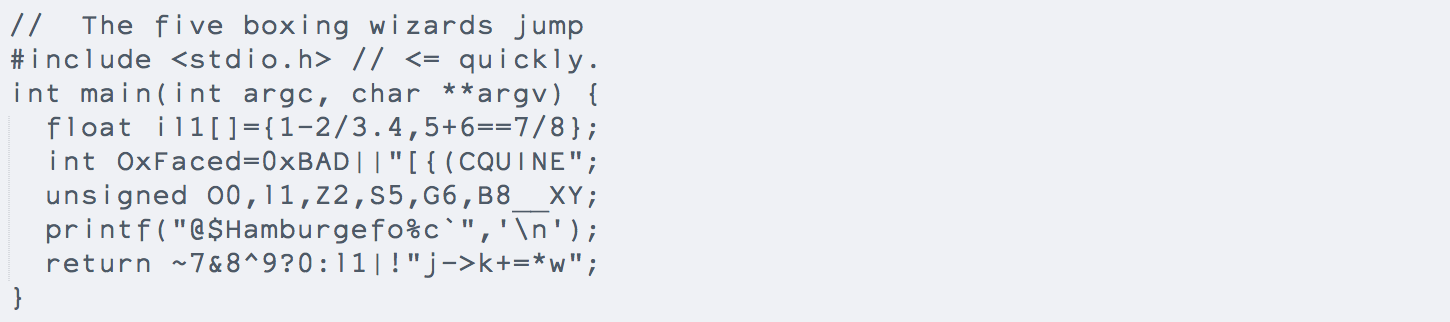 //  The five boxing wizards jump
#include <stdio.h> // <= quickly.
int main(int argc, char **argv) {
  float il1[]={1-2/3.4,5+6==7/8};
  int OxFaced=0xBAD||"[{(CQUINE";
  unsigned O0,l1,Z2,S5,G6,B8__XY;
  printf("@$Hamburgefo%c`",'\n');
  return ~7&8^9?0:l1|!"j->k+=*w";
}